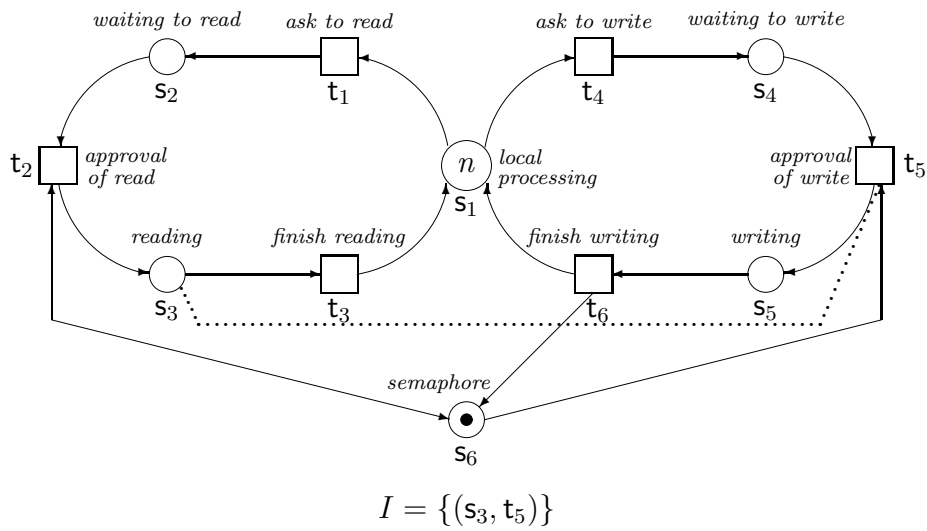 waiting to read ask to read ask to write waiting to write
s2 t1 t4 s4
t2 approval of read n local processing approval of write t5
s1
reading finish reading finish writing writing
s3 t3 t6 s5
semaphore
s6
I = {(s3, t5)}